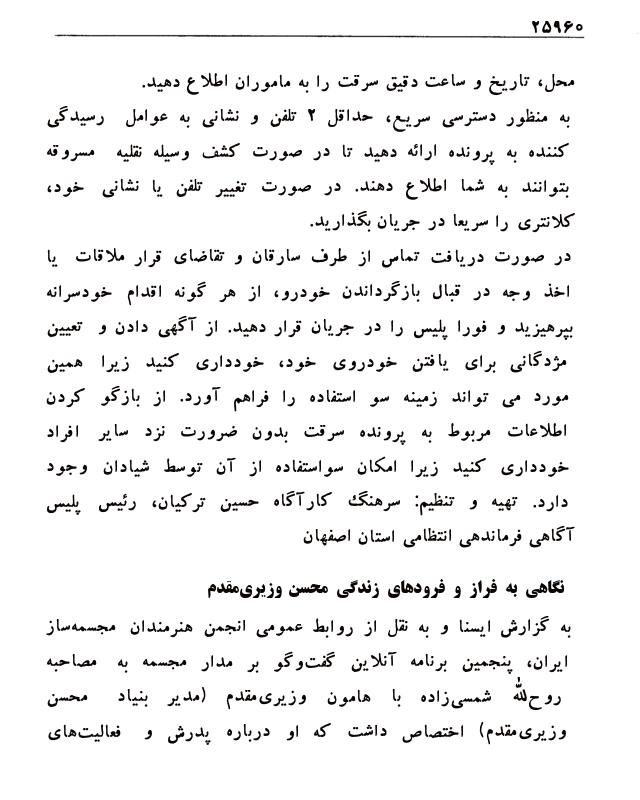 ۲۵۹۶۰
محل، تاریخ و ساعت دقیق سرقت را به ماموران اطلاع دهید.
به منظور دسترسی سریع، حداقل ۲ تلفن و نشانی به عوامل رسیدگی
کننده به پرونده ارائه دهید تا در صورت کشف وسیله نقلیه مسروقه
بتوانند به شما اطلاع دهند. در صورت تغییر تلفن یا نشانی خود،
کلانتری را سریعا در جریان بگذارید.
در صورت دریافت تماس از طرف سارقان و تقاضای قرار ملاقات یا
اخذ وجه در قبال بازگرداندن خودرو، از هر گونه اقدام خودسرانه
بپرهیزید و فورا پلیس را در جریان قرار دهید. از آگهی دادن و تعیین
مژدگانی برای یافتن خودروی خود، خودداری کنید زیرا همین
مورد می تواند زمینه سو استفاده را فراهم آورد. از بازگو کردن
اطلاعات مربوط به پرونده سرقت بدون ضرورت نزد سایر افراد
خودداری کنید زیرا امکان سواستفاده از آن توسط شیادان وجود
دارد. تهیه و تنظیم: سرهنگ کارآگاه حسین ترکیان، رئیس پلیس
آگاهی فرماندهی انتظامی استان اصفهان
نگاهی به فراز و فرودهای زندگی محسن وزیری‌مقدم
به گزارش ایسنا و به نقل از روابط عمومی انجمن هنرمندان مجسمه‌ساز
ایران، پنجمین برنامه آنلاین گفت‌وگو بر مدار مجسمه به مصاحبه
روح‌الله شمسی‌زاده با هامون وزیری‌مقدم (مدیر بنیاد محسن
وزیری‌مقدم) اختصاص داشت که او درباره پدرش و فعالیت‌های